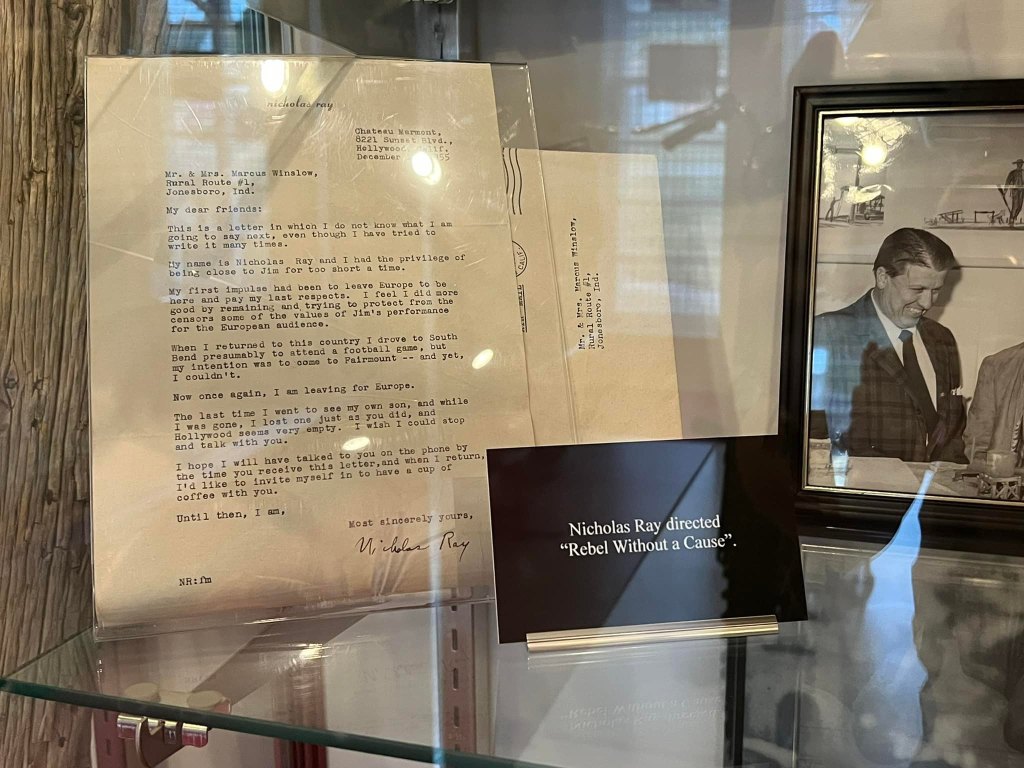 nicholas ray
Chateau Marmont,
8221 Sunset Blvd.,
Hollywood, Calif.
December
Mr. & Mrs. Marcus Winslow,
Rural Route #1,
Jonesboro, Ind.
My dear friends:
This is a letter in which I do not know what I am
going to say next, even though I have tried to
write it many times.
My name is Nicholas Ray and I had the privilege of
being close to Jim for too short a time.
My first impulse had been to leave Europe to be
here and pay my last respects. I feel I did more
good by remaining and trying to protect from the
censors some of the values of Jim's performance
for the European audience.
When I returned to this country I drove to South
Bend presumably to attend a football game, but
my intention was to come to Fairmount -- and yet,
I couldn't.
Now once again, I am leaving for Europe.
The last time I went to see my own son, and while
I was gone, I lost one just as you did, and
Hollywood seems very empty. I wish I could stop
and talk with you.
I hope I will have talked to you on the phone by
the time you receive this letter,and when I return,
I'd like to invite myself in to have a cup of
coffee with you.
Until then, I am,
Most sincerely yours,
Nicholas Ray
NR:fm
CALIF.
Mr. & Mrs. Marcus Winslow,
Rural Route #1,
Jonesboro, Ind.
Nicholas Ray directed
“Rebel Without a Cause”.